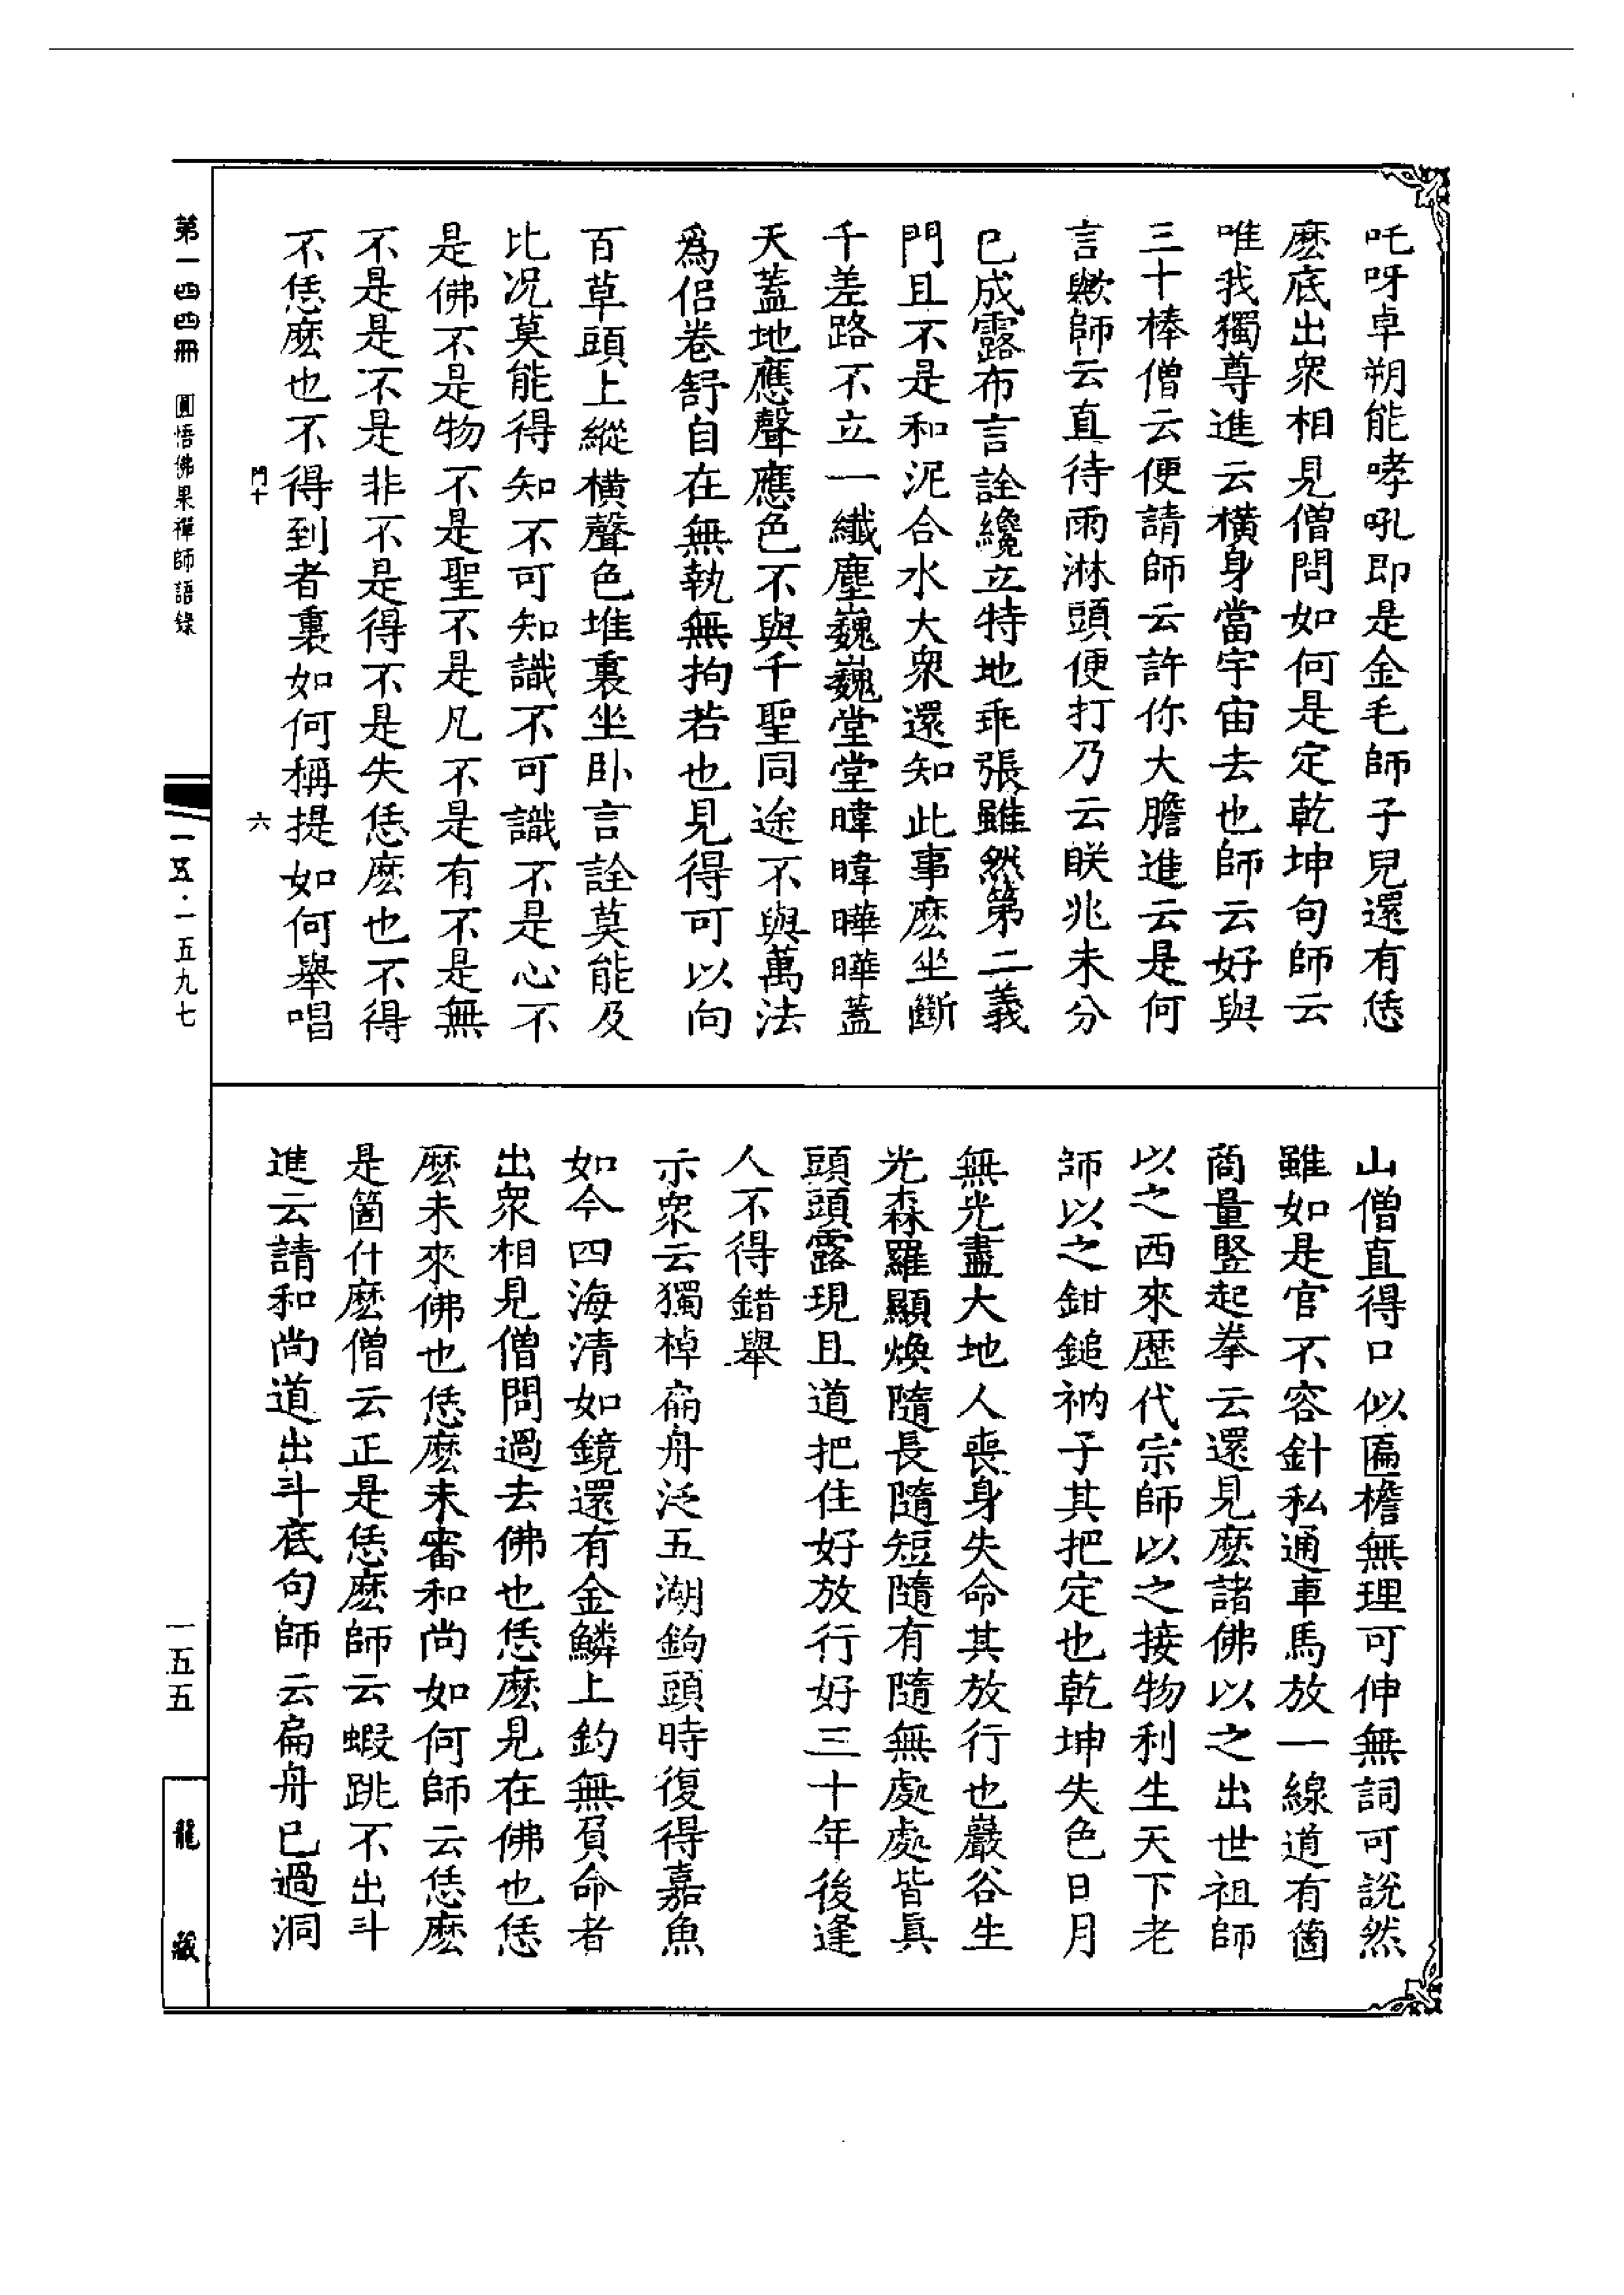 吒呀卓朔能哮吼即是金毛師子兒還有恁
麽底出衆相見僧問如何是定乾坤句師云
唯我獨尊進云橫身當宇宙去也師云好與
三十棒僧云便請師云許你大膽進云是何
言歟師云直待雨淋頭便打乃云眹兆未分
已成露布言詮纔立特地乖張雖然第二義
門且不是和泥合水大衆還知此事麽坐斷
千差路不立一纖塵巍巍堂堂暐暐曄曄蓋
天蓋地應聲應色不與千聖同途不與萬法
爲侶卷舒自在無執無拘若也見得可以向
百草頭上縱橫聲色堆裏坐卧言詮莫能及
比況莫能得知不可知識不可識不是心不
是佛不是物不是聖不是凡不是有不是無
不是是不是非不是得不是失恁麽也不得
不恁麽也不得到者裏如何稱提如何舉唱
門十 六
山僧直得口似匾檐無理可伸無詞可說然
雖如是官不容針私通車馬放一線道有箇
商量竪起拳云還見麽諸佛以之出世祖師
以之西來歷代宗師以之接物利生天下老
師以之鉗鎚衲子其把定也乾坤失色日月
無光盡大地人喪身失命其放行也巖谷生
光森羅顯煥隨長隨短隨有隨無處處皆眞
頭頭露現且道把住好放行好三十年後逢
人不得錯舉
示衆云獨棹扁舟泛五湖鉤頭時復得嘉魚
如今四海清如鏡還有金鱗上釣無負命者
出衆相見僧問過去佛也恁麽見在佛也恁
麽未來佛也恁麽未審和尚如何師云恁麽
是箇什麽僧云正是恁麽師云蝦跳不出斗
進云請和尚道出斗底句師云扁舟已過洞
第一四四冊 圓悟佛果禪師語錄
一五·一五九七
一五五
龍藏